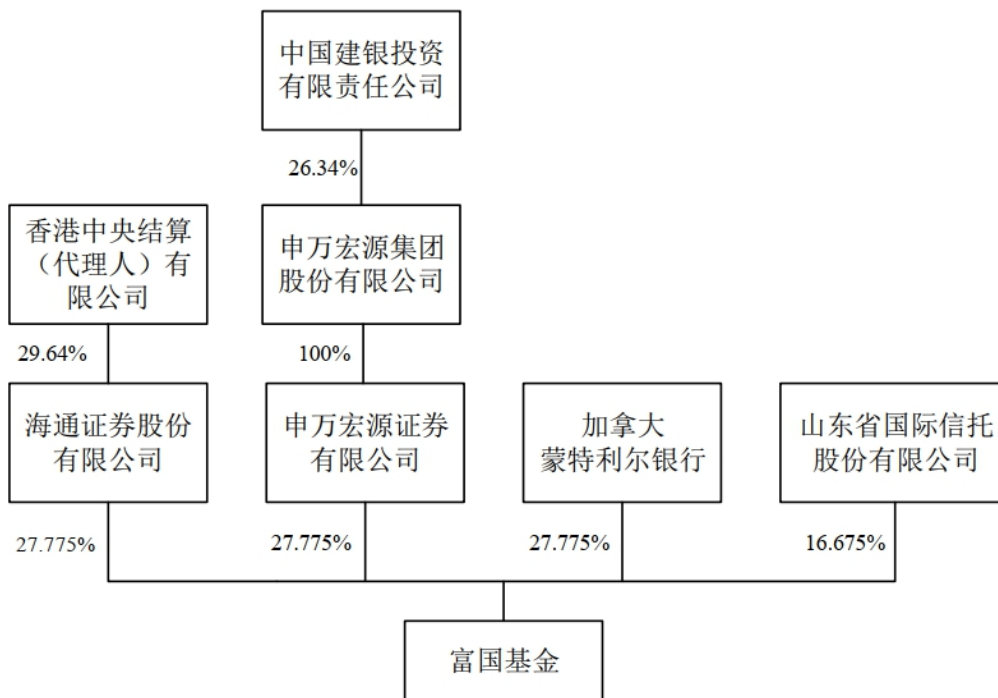 中国建银投资
有限责任公司
26.34%
香港中央结算
（代理人）有
限公司
申万宏源集团
股份有限公司
29.64%
100%
海通证券股份
有限公司
申万宏源证券
有限公司
加拿大
蒙特利尔银行
山东省国际信托
股份有限公司
27.775%
27.775%
27.775%
16.675%
富国基金